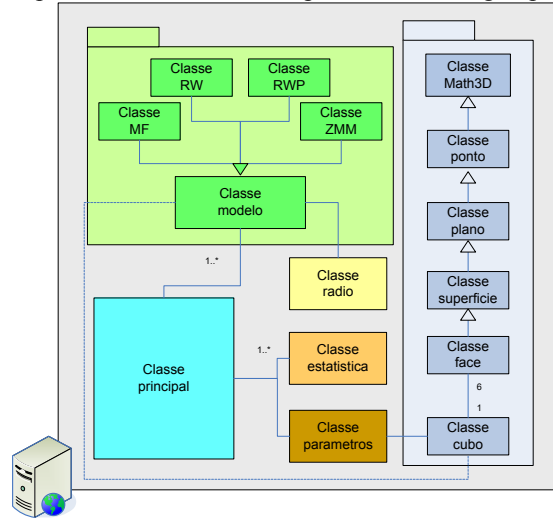 Classe
RW
Classe
RWP
Classe
MF
Classe
ZMM
Classe
modelo
1..*
Classe
radio
Classe
principal
1..*
Classe
estatistica
Classe
parametros
Classe
Math3D
Classe
ponto
Classe
plano
Classe
superficie
Classe
face
6
1
Classe
cubo